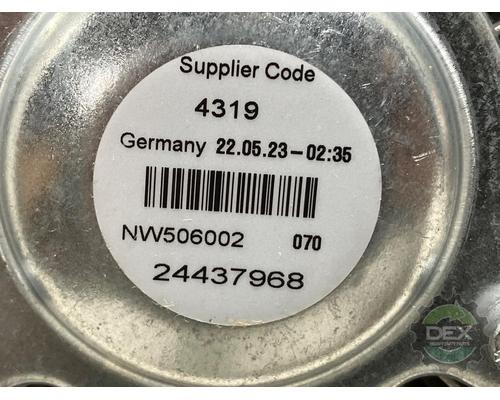 Supplier Code
4319
Germany 22.05.23-02:35
NW506002 070
24437968
DEX